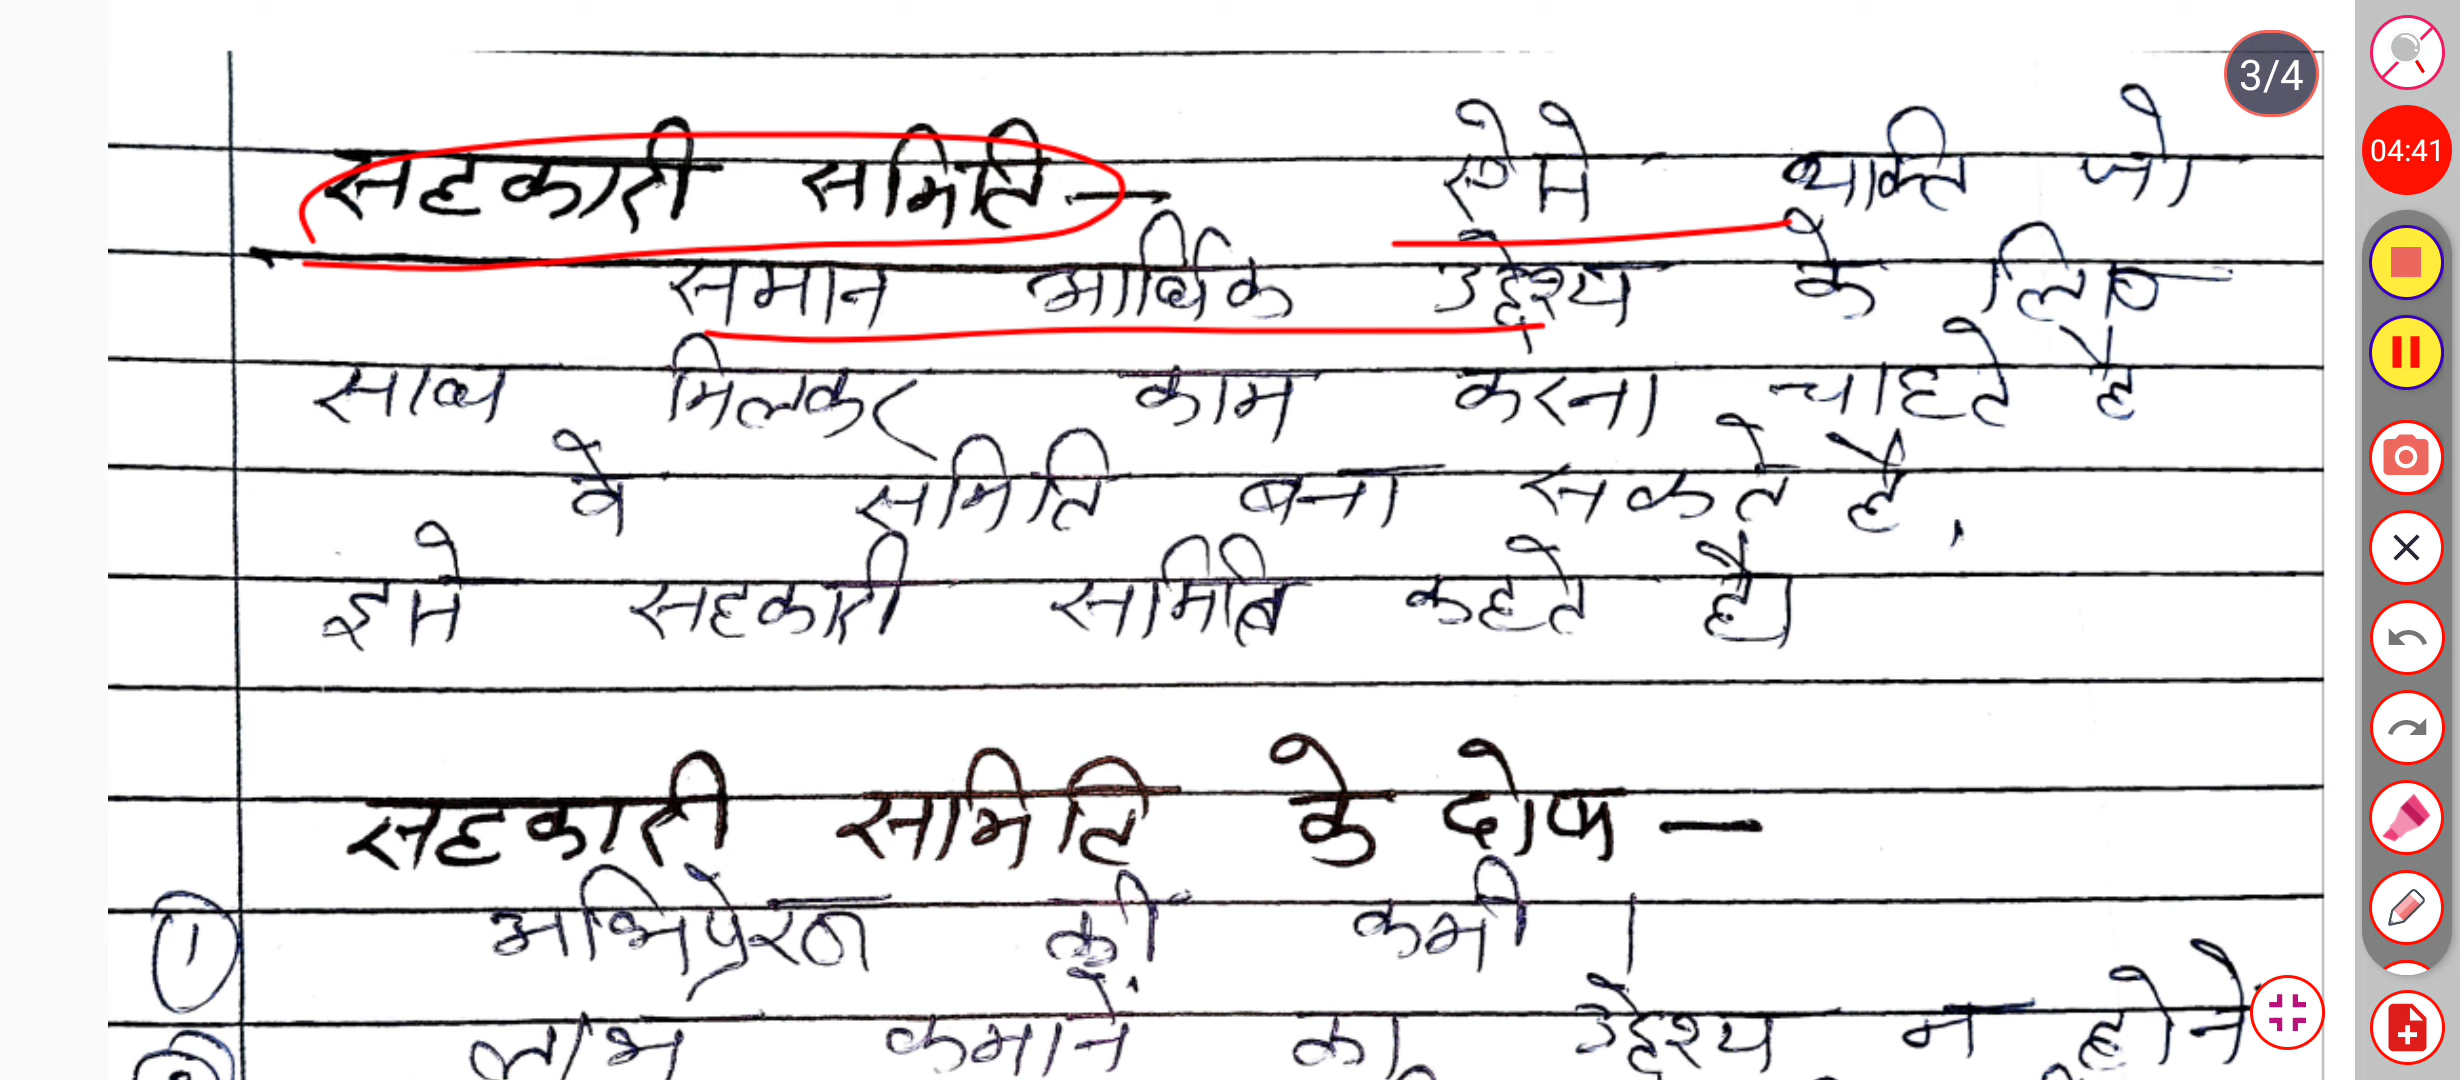 3/4
04:41
सहकारी समिति — ऐसे व्यक्ति जो
समान आर्थिक उद्देश्य के लिए
साथ मिलकर काम करना चाहते है
वे समिति बना सकते है,
इसे सहकारी समिति कहते है।
सहकारी समिति के दोष —
① अभिप्रेरणा की कमी।
लाभ कमाने का उद्देश्य न होने